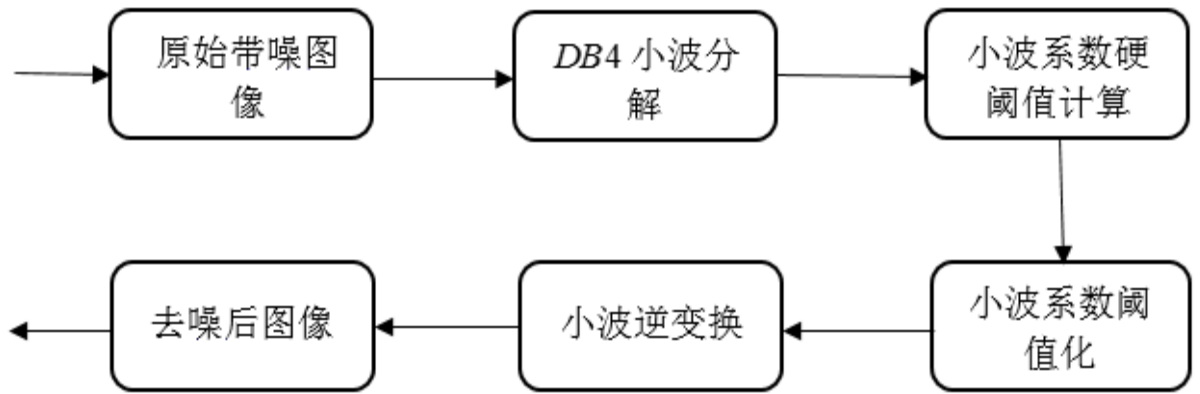 原始带噪图
像
DB4 小波分
解
小波系数硬
阈值计算
小波系数阈
值化
小波逆变换
去噪后图像